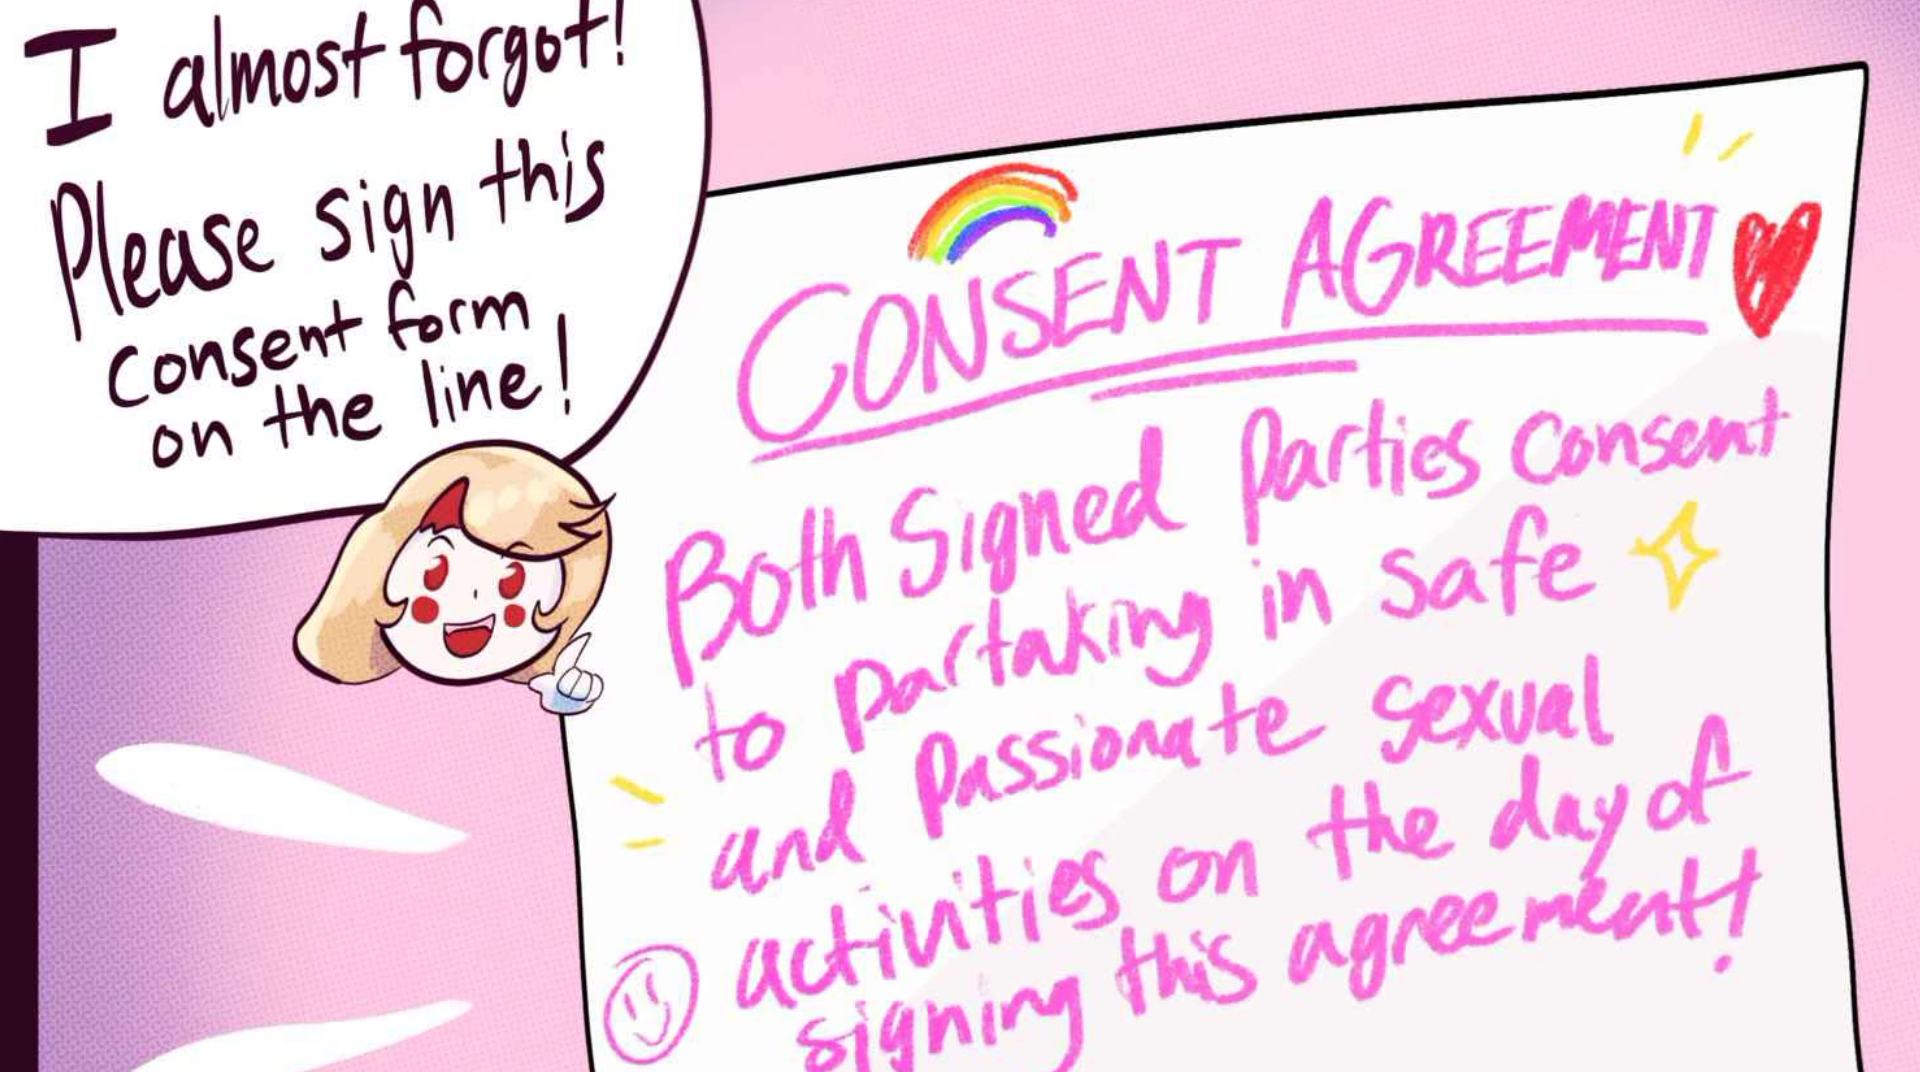 I almost forgot!
Please sign this
consent form
on the line!
CONSENT AGREEMENT
Both Signed Parties Consent
to partaking in safe
and passionate sexual
activities on the day of
signing this agreement!